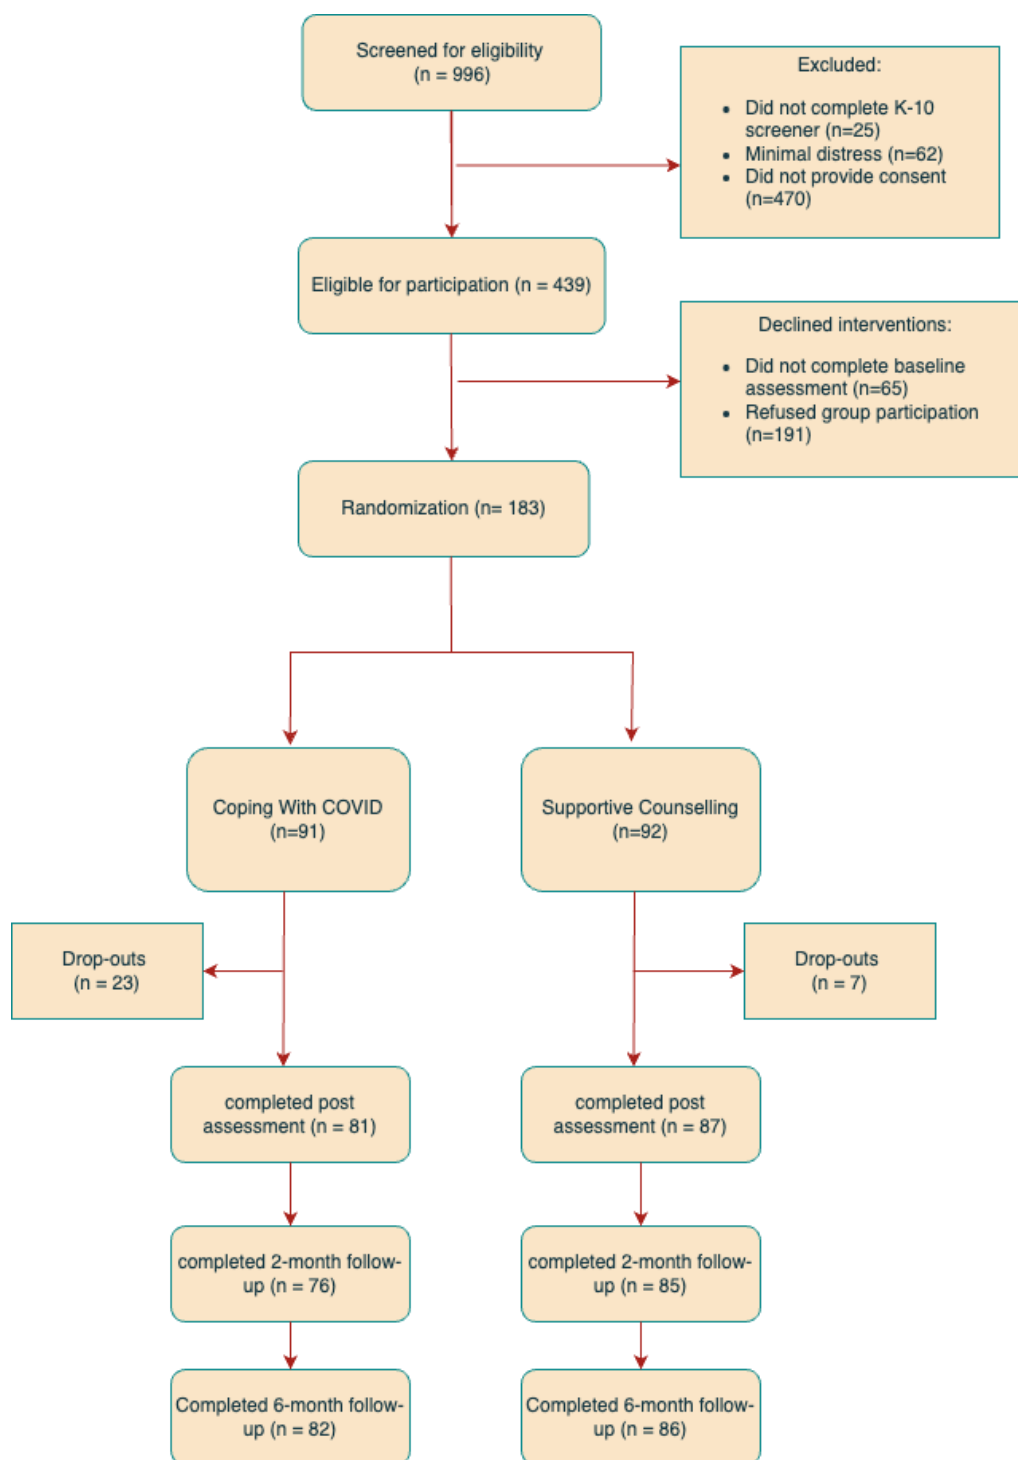 Screened for eligibility
(n = 996)
Excluded:
• Did not complete K-10
screener (n=25)
• Minimal distress (n=62)
• Did not provide consent
(n=470)
Eligible for participation (n = 439)
Declined interventions:
• Did not complete baseline
assessment (n=65)
• Refused group participation
(n=191)
Randomization (n= 183)
Coping With COVID
(n=91)
Supportive Counselling
(n=92)
Drop-outs
(n = 23)
Drop-outs
(n = 7)
completed post
assessment (n = 81)
completed post
assessment (n = 87)
completed 2-month follow-
up (n = 76)
completed 2-month follow-
up (n = 85)
Completed 6-month follow-
up (n = 82)
Completed 6-month follow-
up (n = 86)